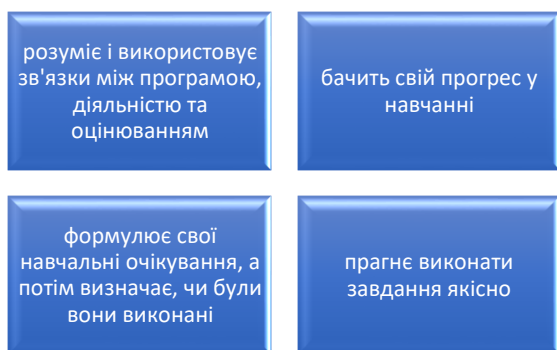 розуміє і використовує
зв'язки між програмою,
діяльністю та
оцінюванням
бачить свій прогрес у
навчанні
формулює свої
навчальні очікування, а
потім визначає, чи були
вони виконані
прагнє виконати
завдання якісно